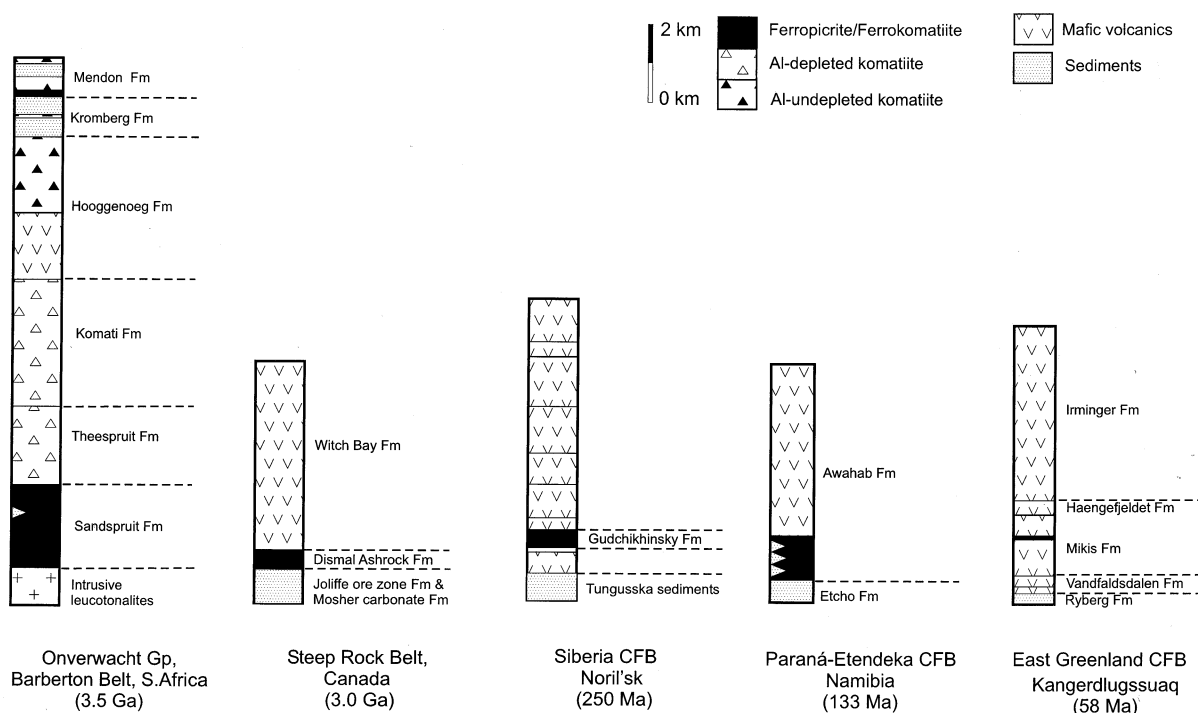 2 km
0 km
Ferropicrite/Ferrokomatiite
Al-depleted komatiite
Al-undepleted komatiite
Mafic volcanics
Sediments
Mendon Fm
Kromberg Fm
Hooggenoeg Fm
Komati Fm
Theespruit Fm
Sandspruit Fm
Intrusive
leucotonalites
Onverwacht Gp,
Barberton Belt, S.Africa
(3.5 Ga)
Witch Bay Fm
Dismal Ashrock Fm
Joliffe ore zone Fm &
Mosher carbonate Fm
Steep Rock Belt,
Canada
(3.0 Ga)
Gudchikhinsky Fm
Tungusska sediments
Siberia CFB
Noril'sk
(250 Ma)
Awahab Fm
Etcho Fm
Paraná-Etendeka CFB
Namibia
(133 Ma)
Irminger Fm
Haengefjeldet Fm
Mikis Fm
Vandfaldsdalen Fm
Ryberg Fm
East Greenland CFB
Kangerdlugssuaq
(58 Ma)